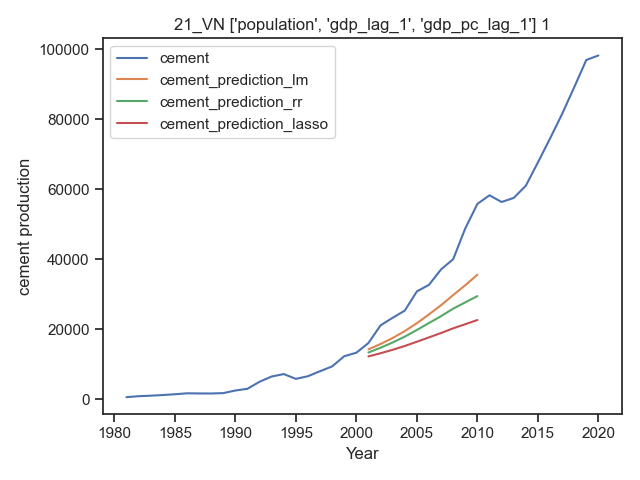 21_VN ['population', 'gdp_lag_1', 'gdp_pc_lag_1'] 1
cement
cement_prediction_lm
cement_prediction_rr
cement_prediction_lasso
100000
80000
60000
40000
20000
0
cement production
1980 1985 1990 1995 2000 2005 2010 2015 2020
Year